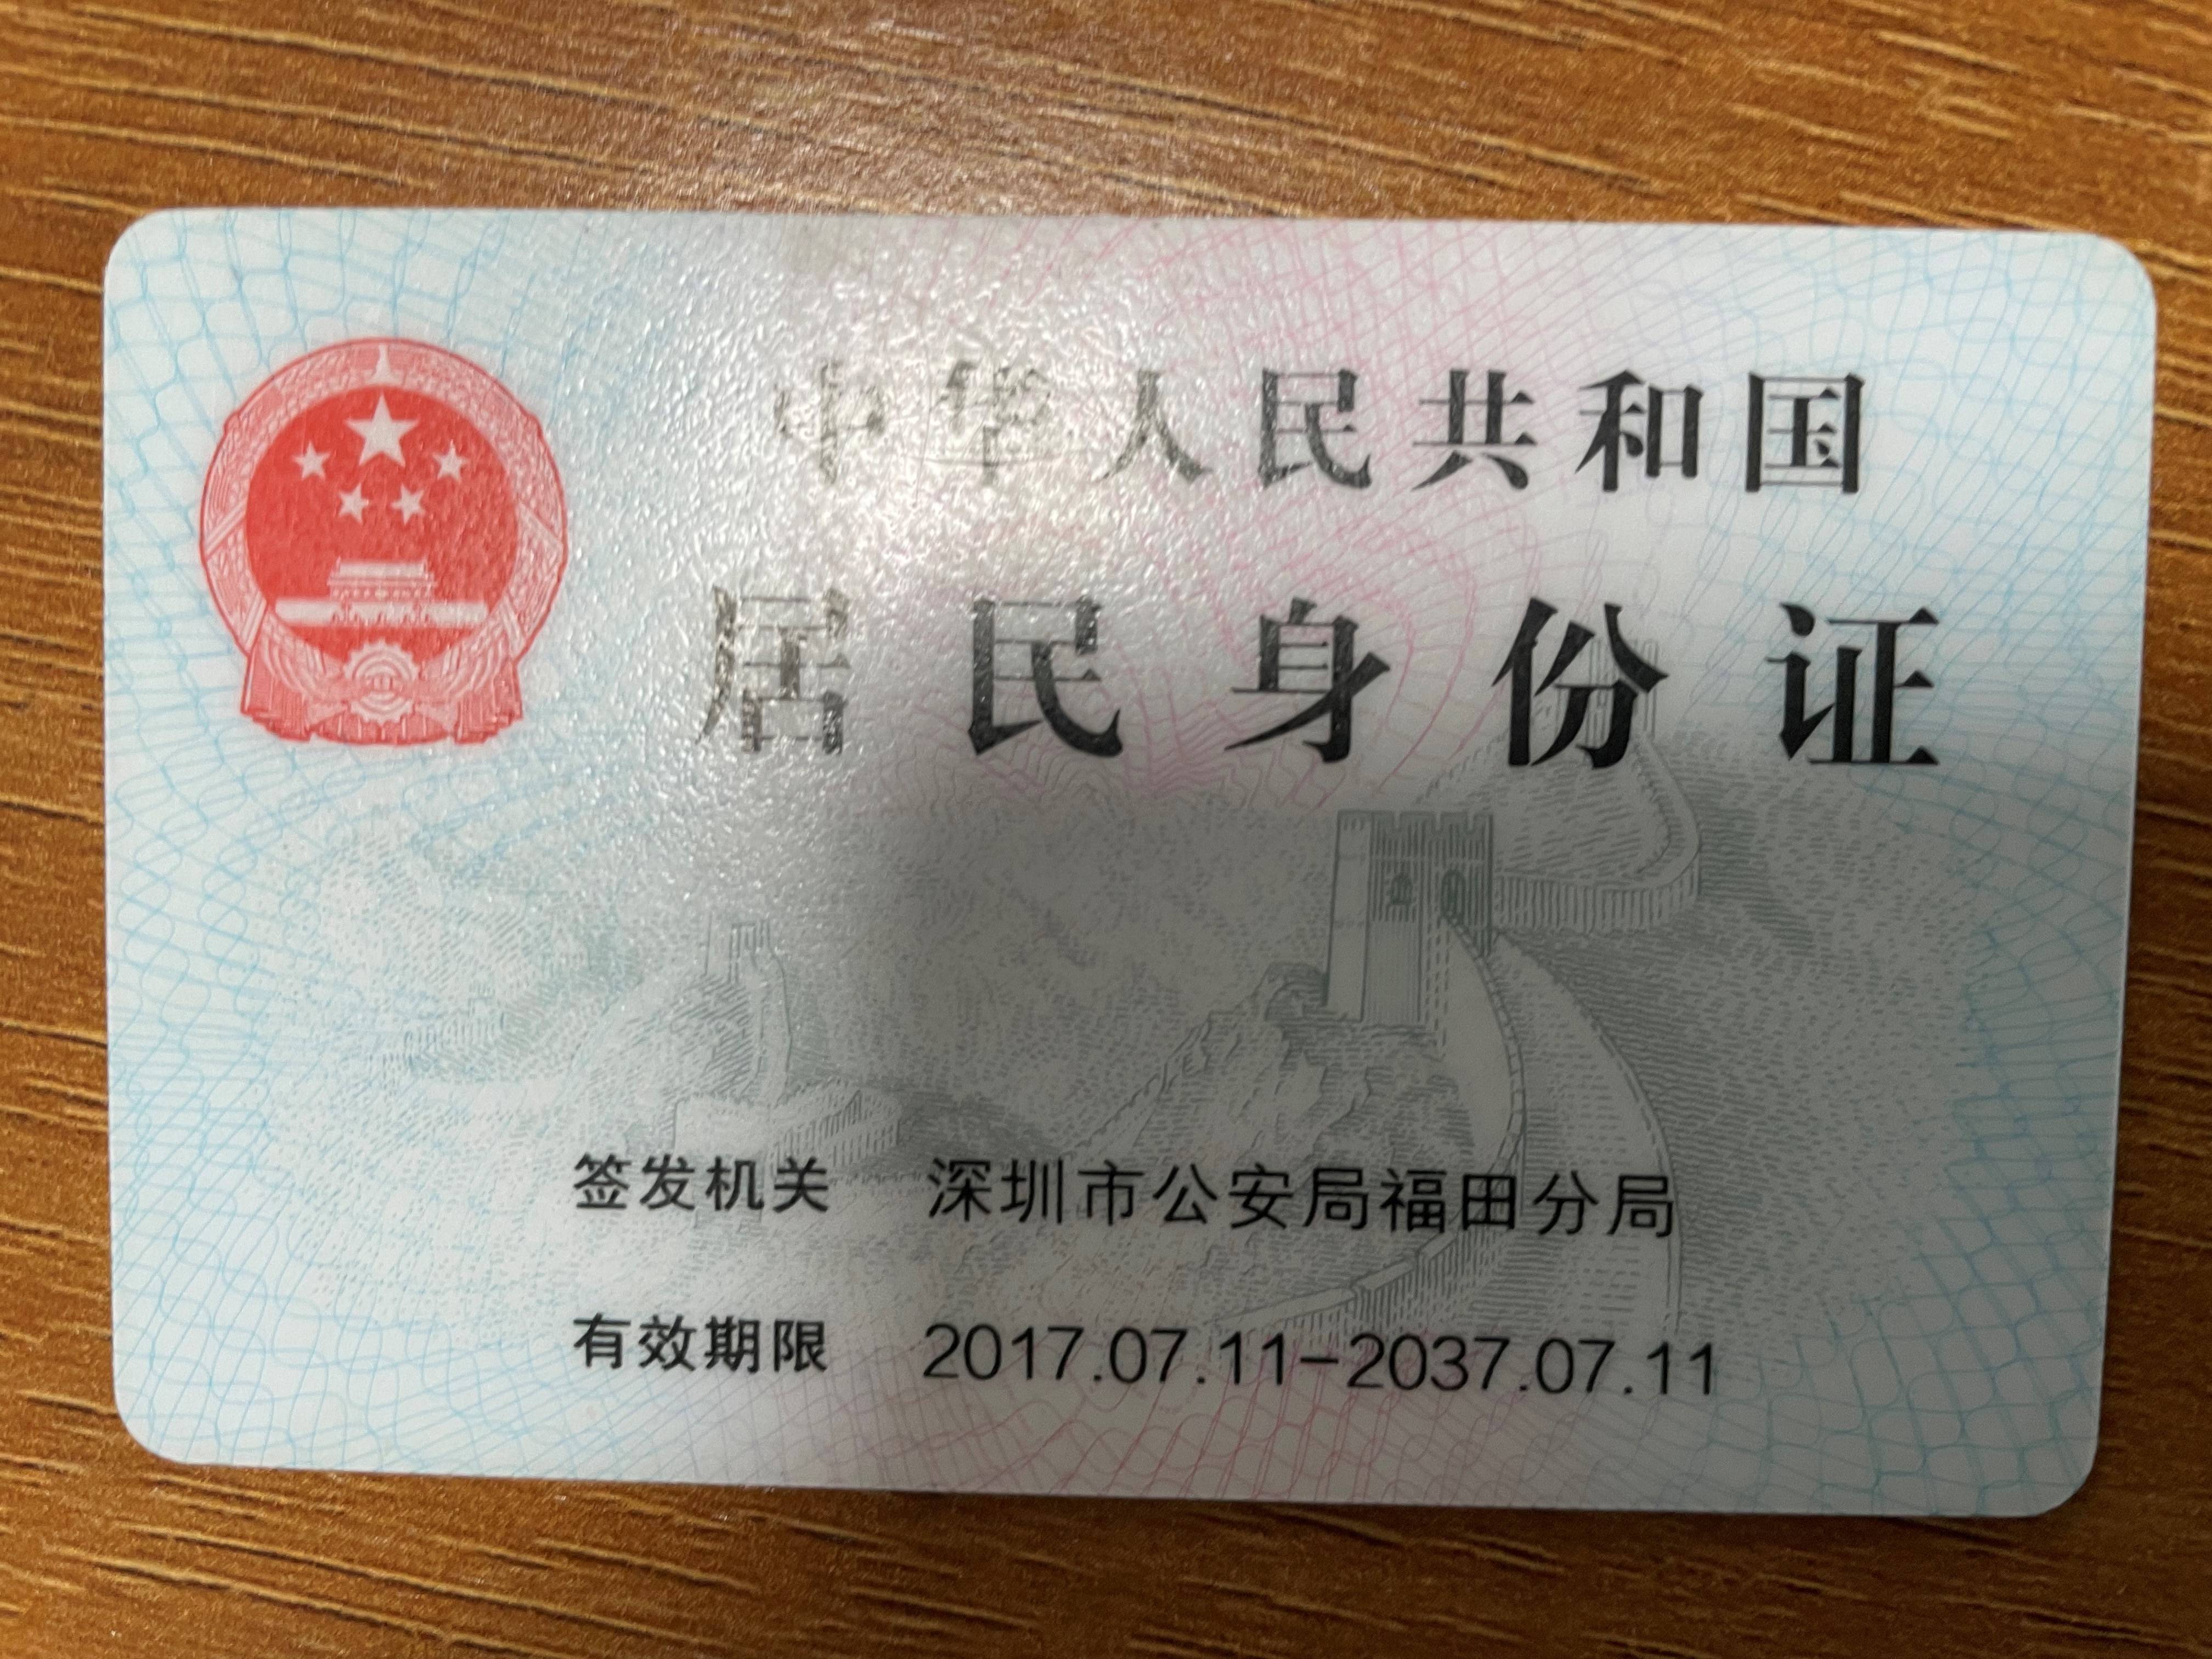 中华人民共和国
居民身份证
签发机关 深圳市公安局福田分局
有效期限 2017.07.11-2037.07.11